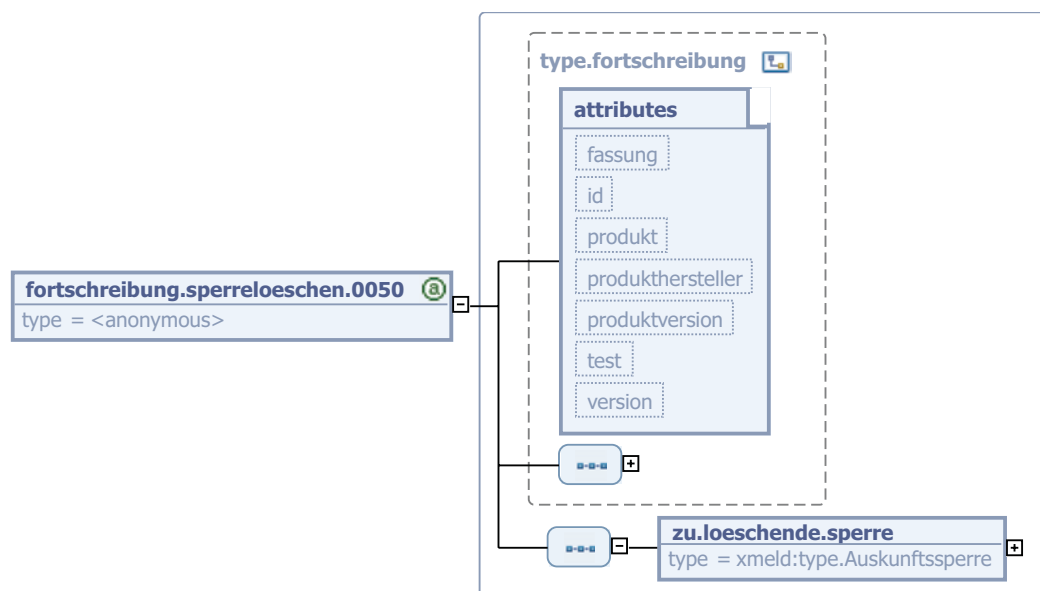 type.fortschreibung
attributes
fassung
id
produkt
produkthersteller
produktversion
test
version
fortschreibung.sperreloeschen.0050
type = <anonymous>
zu.loeschende.sperre
type = xmeld:type.Auskunftssperre